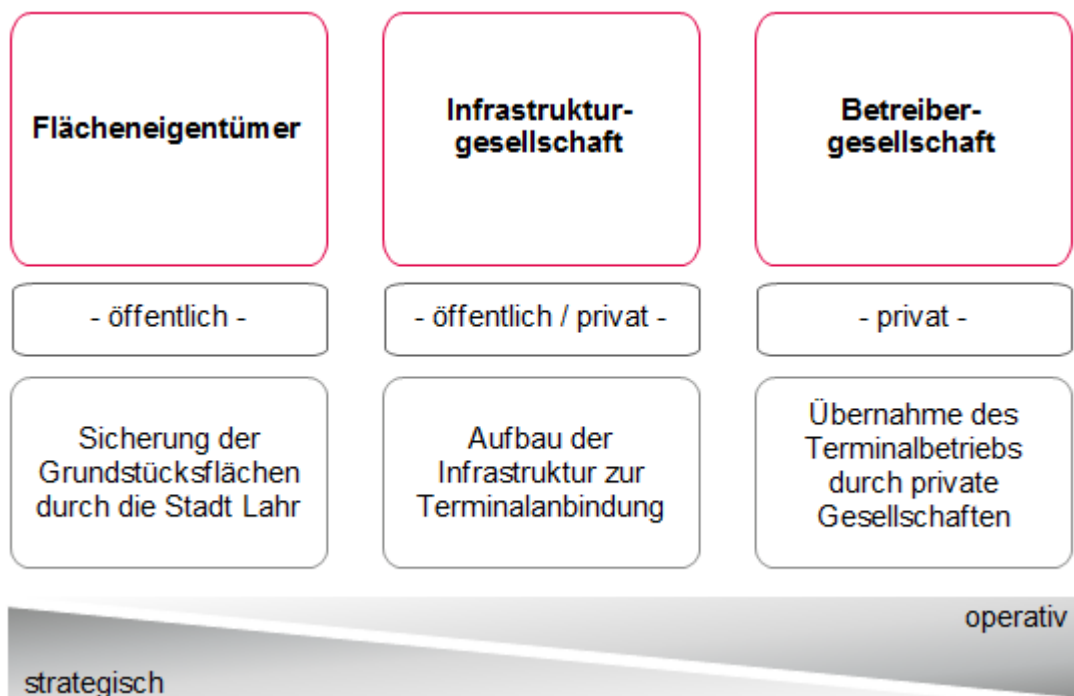 Flächeneigentümer
Infrastruktur-
gesellschaft
Betreiber-
gesellschaft
- öffentlich -
- öffentlich / privat -
- privat -
Sicherung der
Grundstücksflächen
durch die Stadt Lahr
Aufbau der
Infrastruktur zur
Terminalanbindung
Übernahme des
Terminalbetriebs
durch private
Gesellschaften
operativ
strategisch